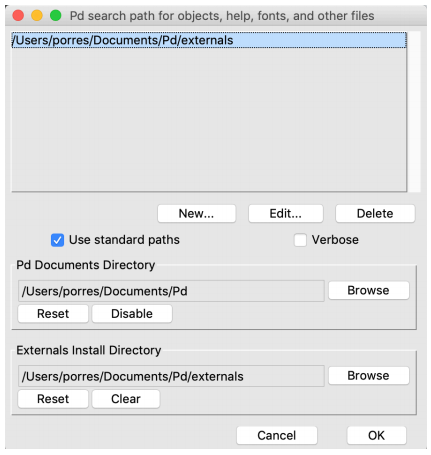 Pd search path for objects, help, fonts, and other files
/Users/porres/Documents/Pd/externals
New... Edit... Delete
Use standard paths Verbose
Pd Documents Directory
/Users/porres/Documents/Pd Browse
Reset Disable
Externals Install Directory
/Users/porres/Documents/Pd/externals Browse
Reset Clear
Cancel OK